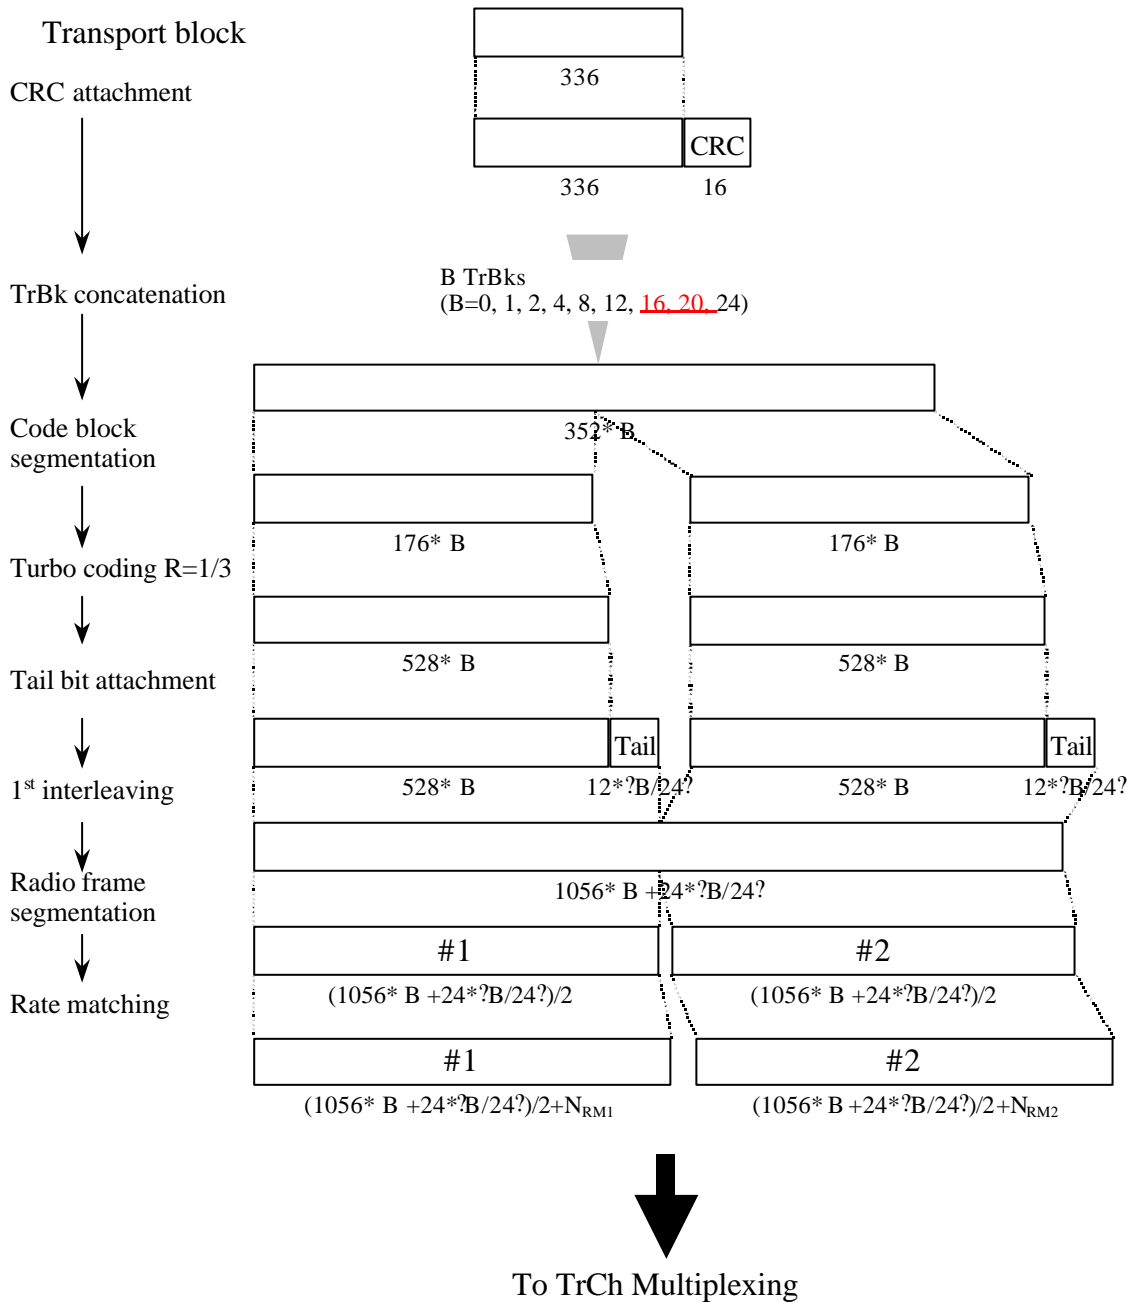 Transport block
336
CRC attachment
CRC
336 16
B TrBks
TrBk concatenation
(B=0, 1, 2, 4, 8, 12, 16, 20, 24)
352* B
Code block
segmentation
176* B 176* B
Turbo coding R=1/3
528* B 528* B
Tail bit attachment
Tail Tail
1st interleaving
528* B 12*?B/24? 528* B 12*?B/24?
Radio frame
segmentation
1056* B +24*?B/24?
#1 #2
Rate matching
(1056* B +24*?B/24?)/2 (1056* B +24*?B/24?)/2
#1 #2
(1056* B +24*?B/24?)/2+NRM1 (1056* B +24*?B/24?)/2+NRM2
To TrCh Multiplexing